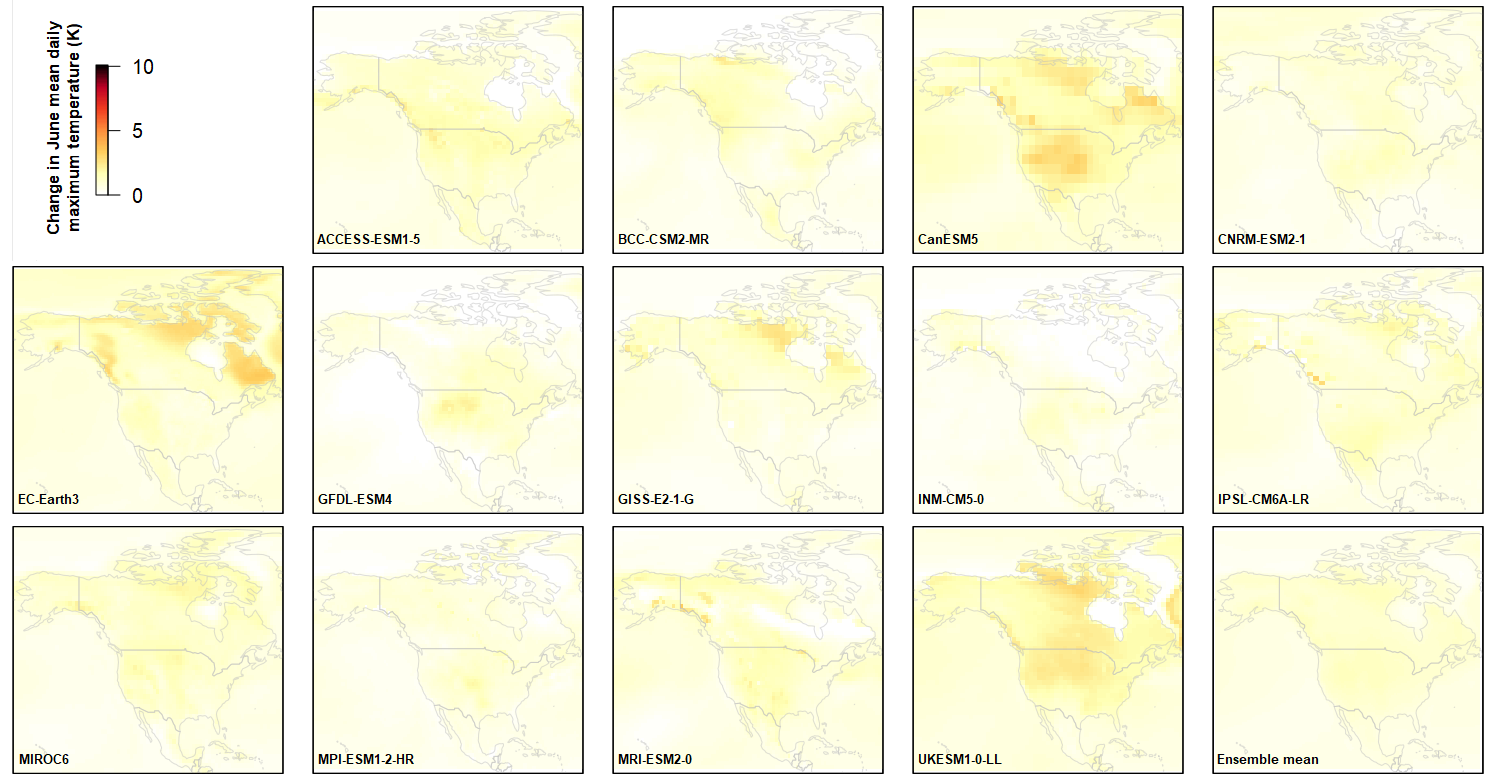 Change in June mean daily
maximum temperature (K)
10
5
0
ACCESS-ESM1-5
BCC-CSM2-MR
CanESM5
CNRM-ESM2-1
EC-Earth3
GFDL-ESM4
GISS-E2-1-G
INM-CM5-0
IPSL-CM6A-LR
MIROC6
MPI-ESM1-2-HR
MRI-ESM2-0
UKESM1-0-LL
Ensemble mean